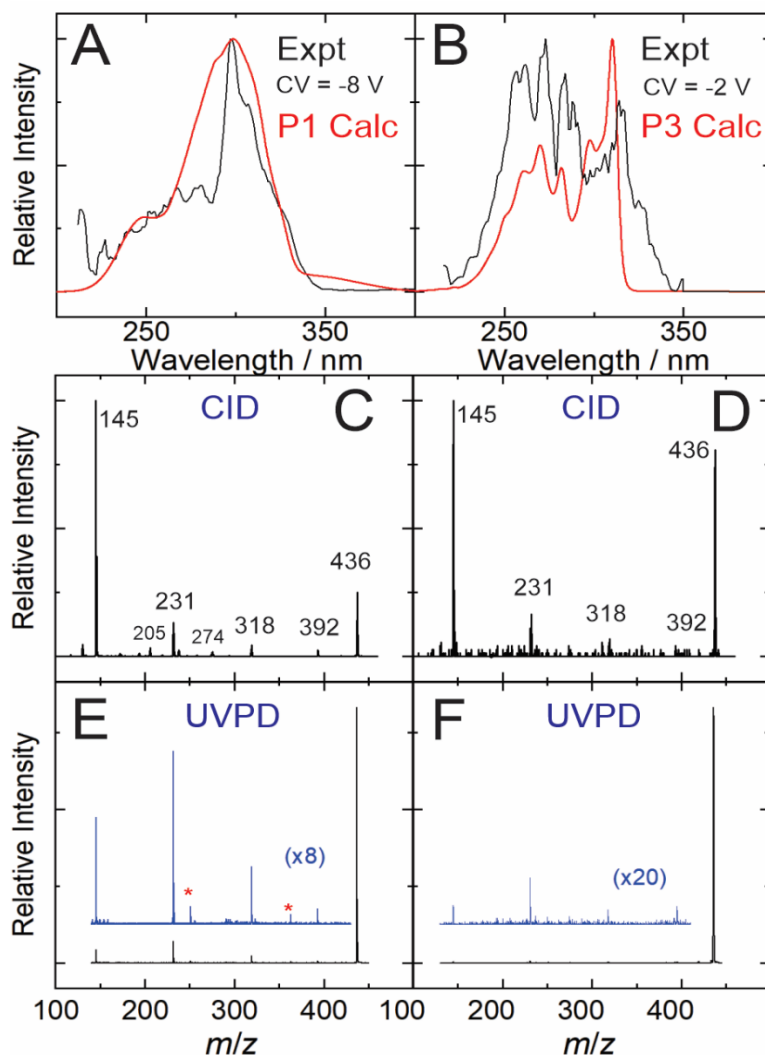 A
Expt
CV = -8 V
P1 Calc
B
Expt
CV = -2 V
P3 Calc
Relative Intensity
250
350
250
350
Wavelength / nm
Wavelength / nm
C
CID
145
205
231
274
318
392
436
D
CID
145
231
318
392
436
Relative Intensity
E
UVPD
(x8)
*
*
F
UVPD
(x20)
Relative Intensity
100
200
300
400
100
200
300
400
m/z
m/z